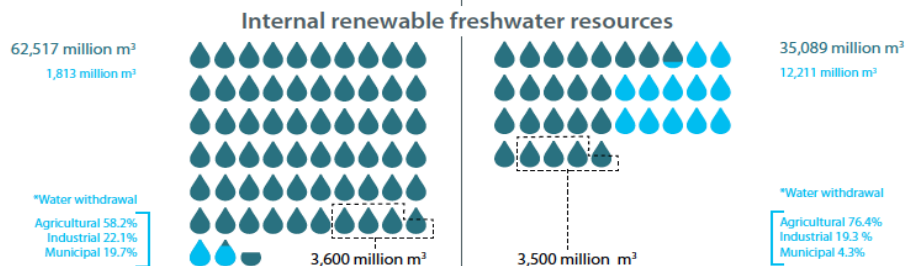 Internal renewable freshwater resources
62,517 million m³
1,813 million m³
35,089 million m³
12,211 million m³
*Water withdrawal
Agricultural 58.2%
Industrial 22.1%
Municipal 19.7%
3,600 million m³
3,500 million m³
*Water withdrawal
Agricultural 76.4%
Industrial 19.3 %
Municipal 4.3%